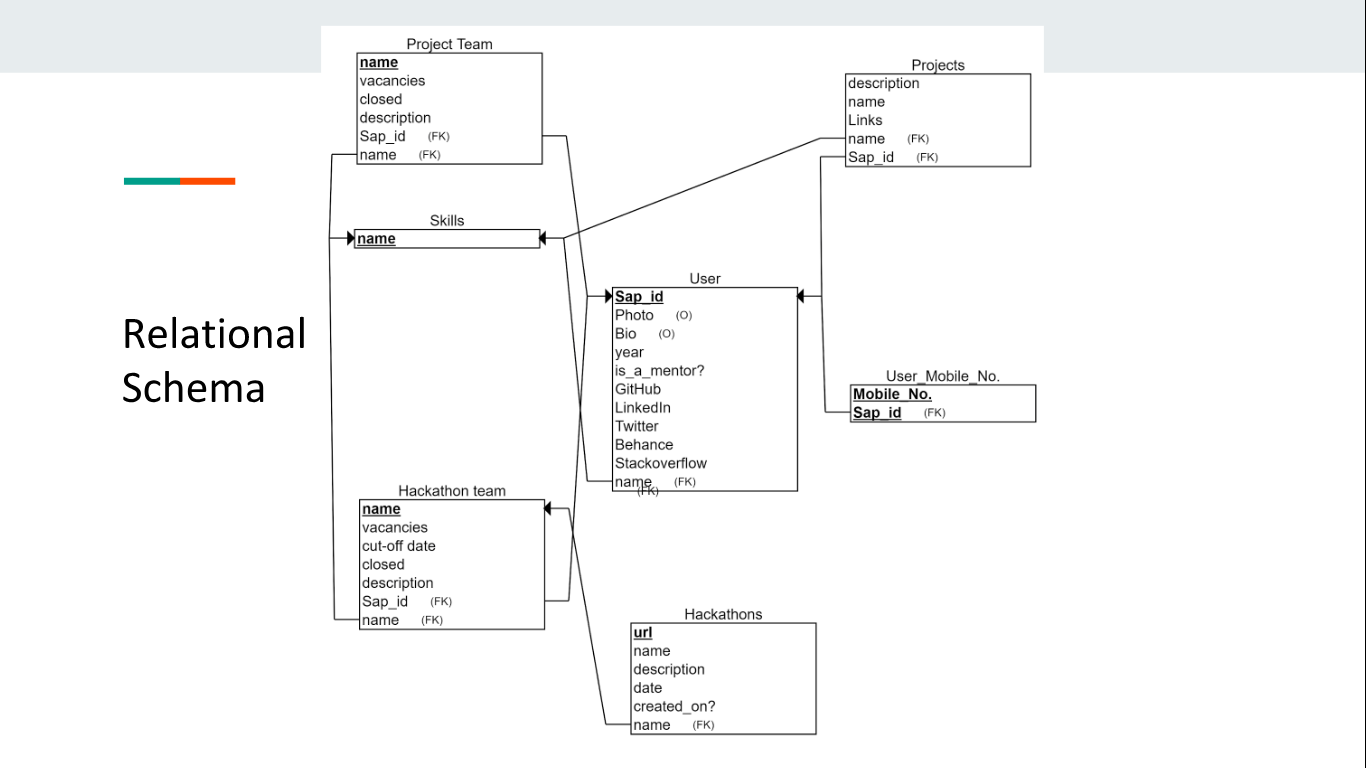 Relational
Schema
Project Team
name
vacancies
closed
description
Sap_id (FK)
name (FK)
Skills
name
Hackathon team
name
vacancies
cut-off date
closed
description
Sap_id (FK)
name (FK)
User
Sap_id
Photo (O)
Bio (O)
year
is_a_mentor?
GitHub
LinkedIn
Twitter
Behance
Stackoverflow
name (FK)
(FK)
Hackathons
url
name
description
date
created_on?
name (FK)
Projects
description
name
Links
name (FK)
Sap_id (FK)
User_Mobile_No.
Mobile_No.
Sap_id (FK)